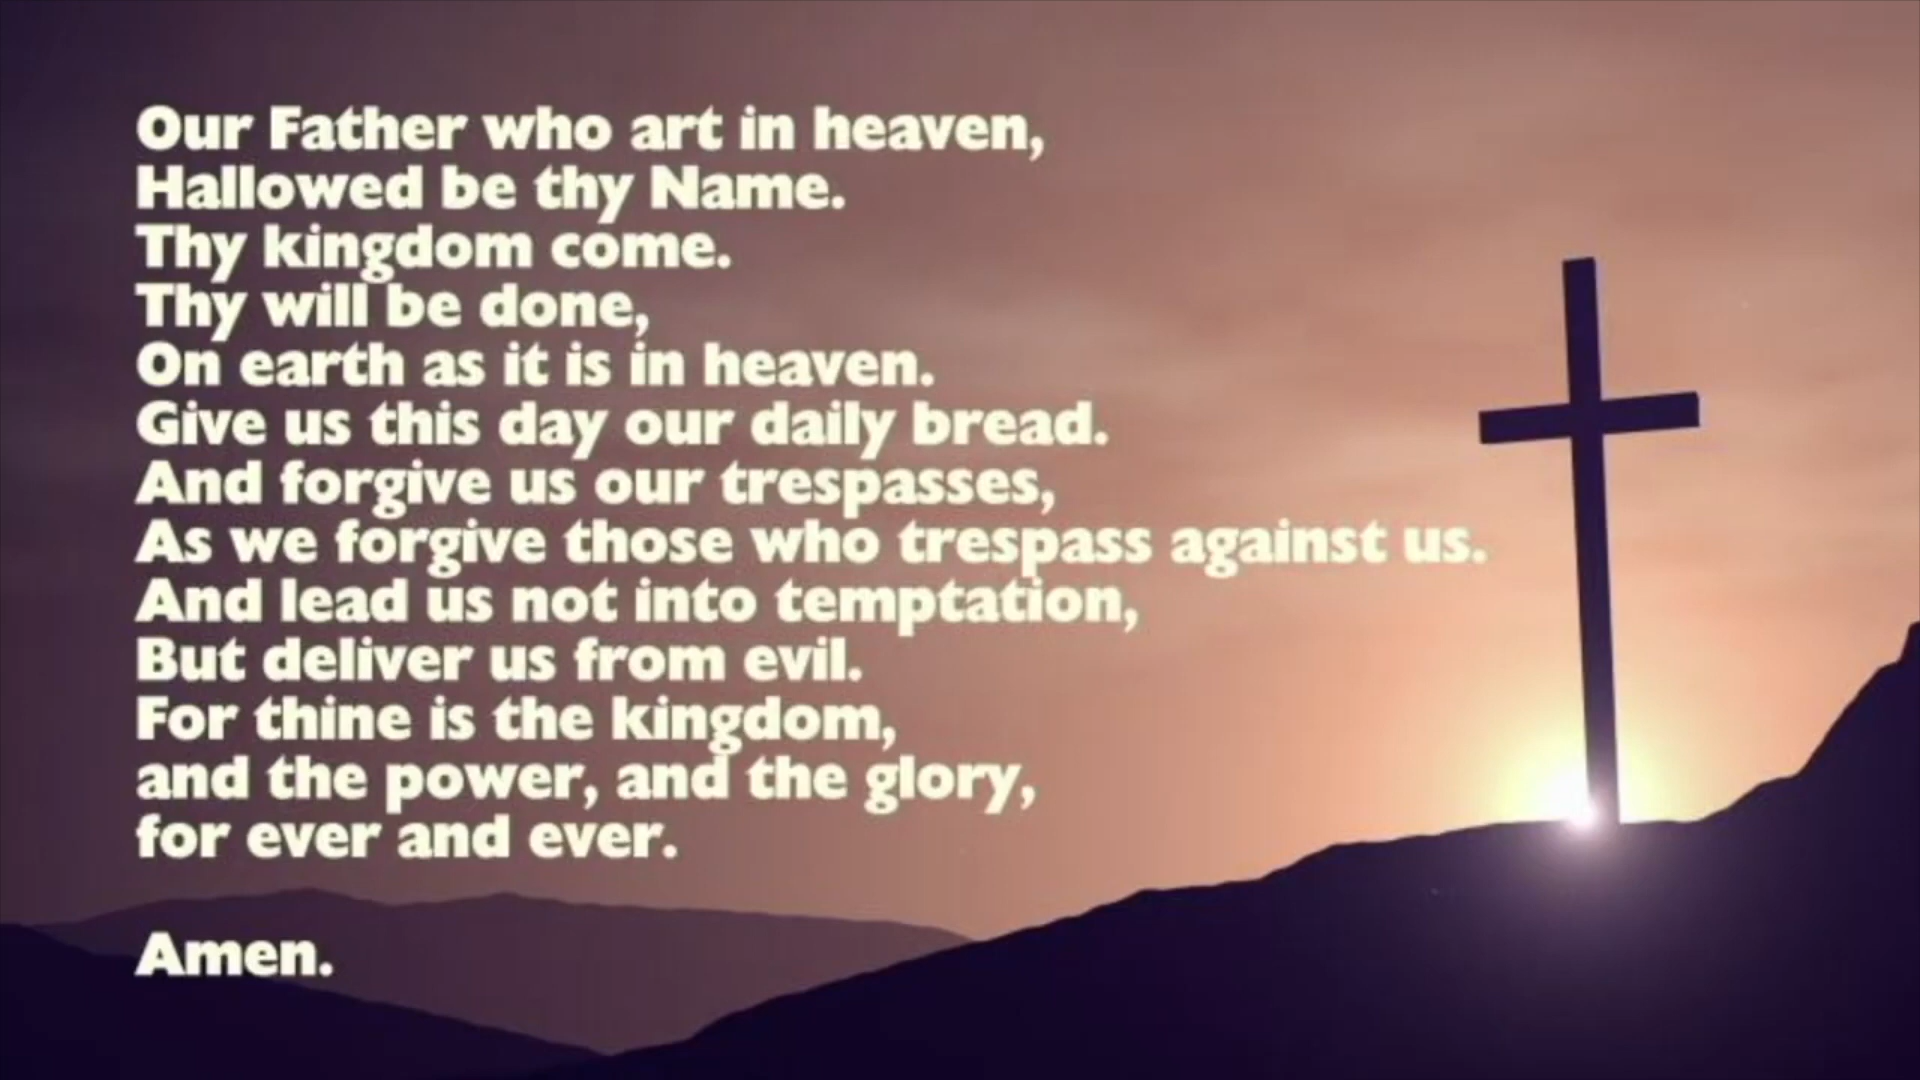 Our Father who art in heaven,
Hallowed be thy Name.
Thy kingdom come.
Thy will be done,
On earth as it is in heaven.
Give us this day our daily bread.
And forgive us our trespasses,
As we forgive those who trespass against us.
And lead us not into temptation,
But deliver us from evil.
For thine is the kingdom,
and the power, and the glory,
for ever and ever.
Amen.